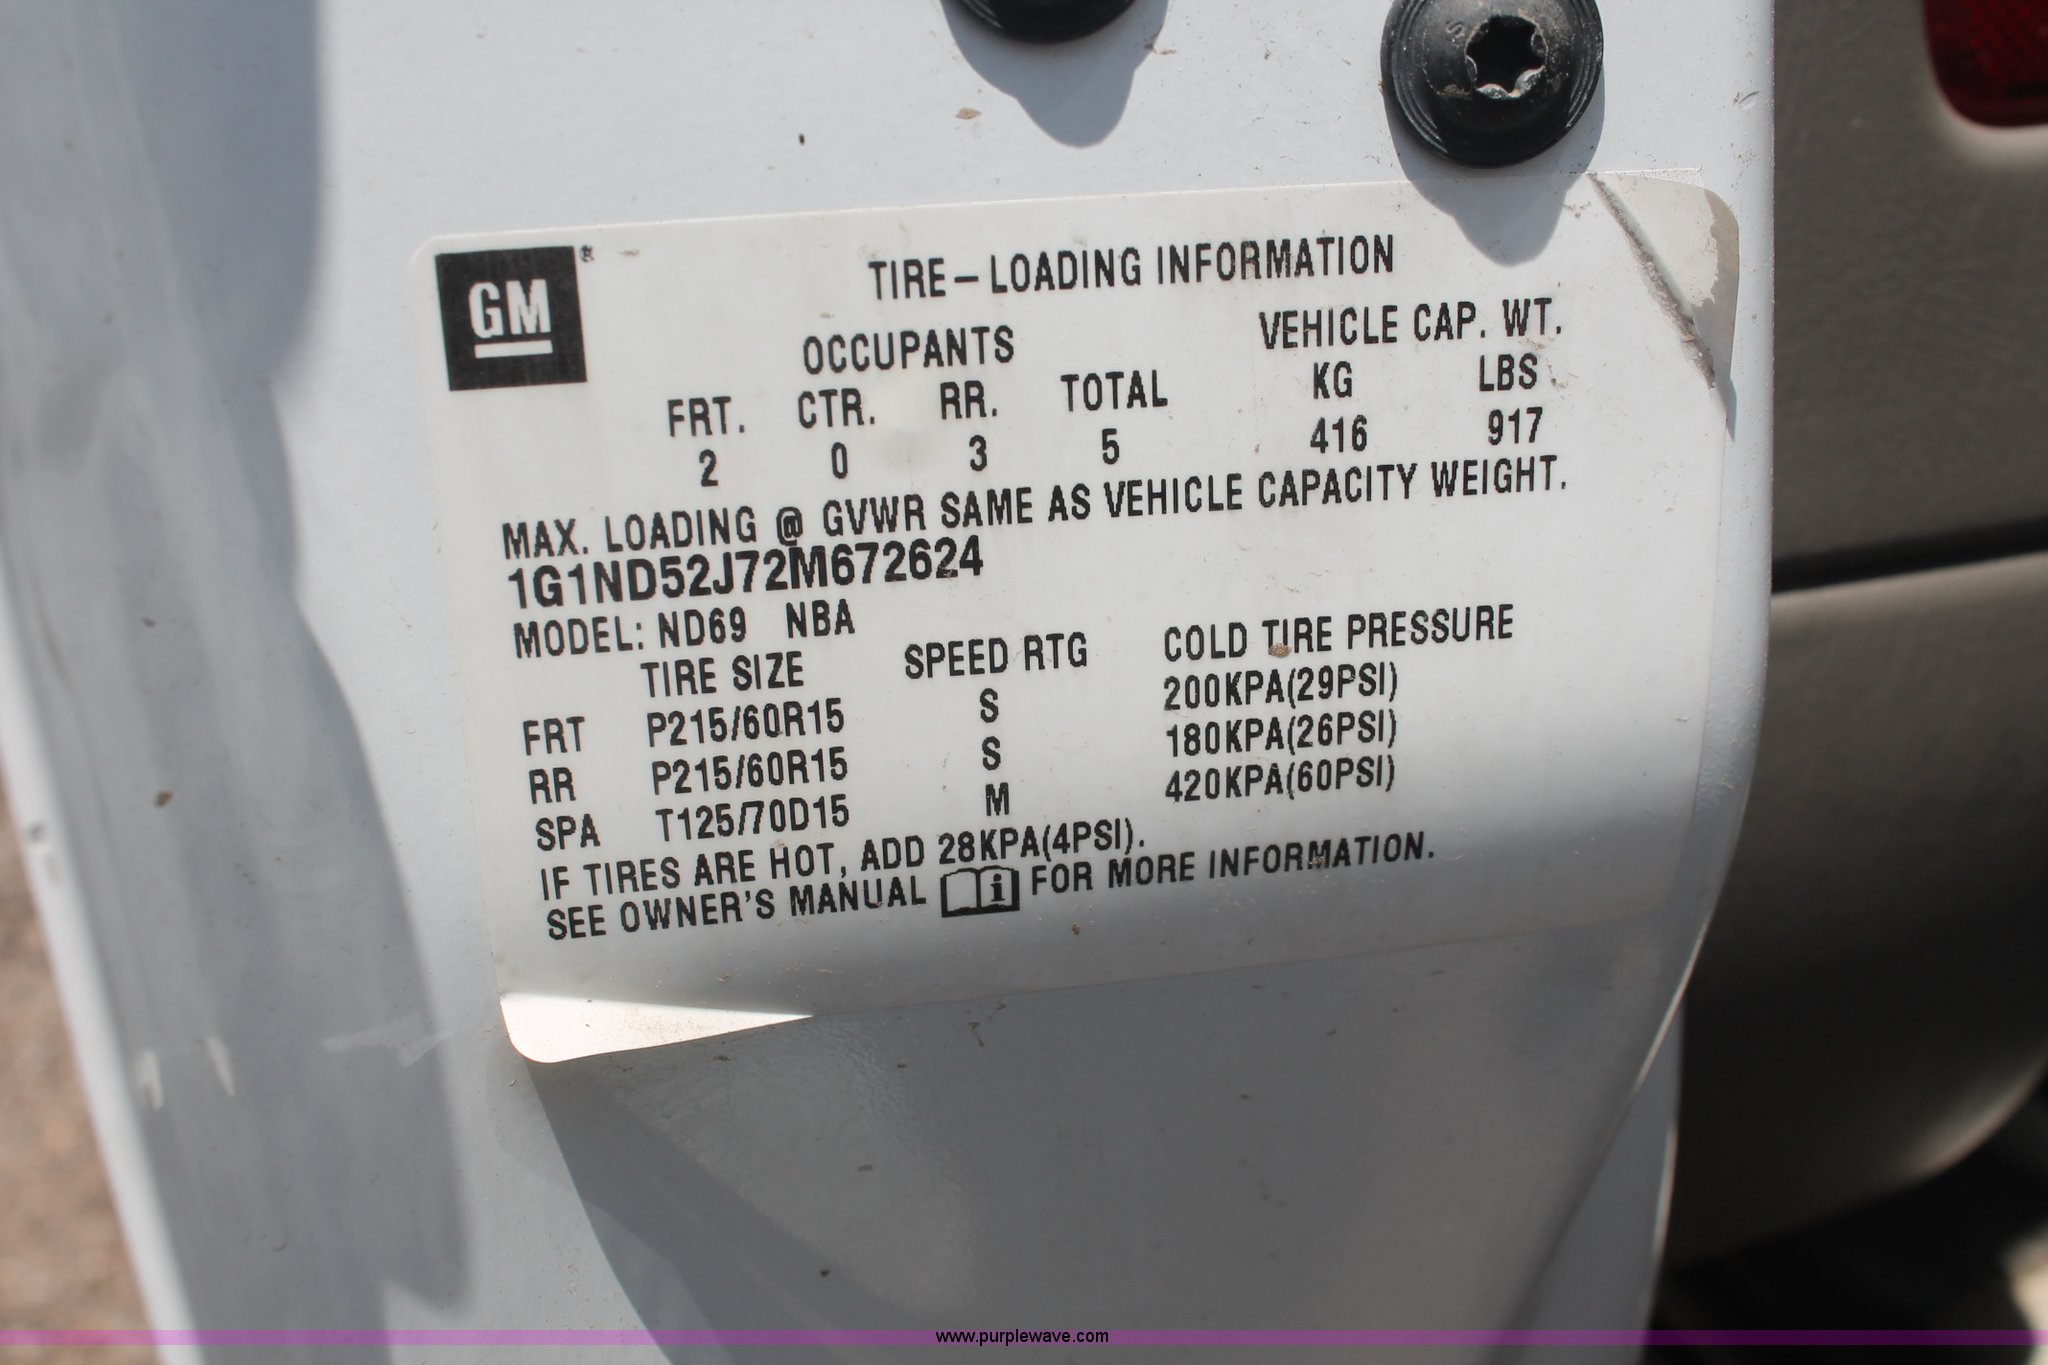 GM®
TIRE–LOADING INFORMATION
OCCUPANTS VEHICLE CAP. WT.
FRT. CTR. RR. TOTAL KG LBS
2 0 3 5 416 917
MAX. LOADING @ GVWR SAME AS VEHICLE CAPACITY WEIGHT.
1G1ND52J72M672624
MODEL: ND69 NBA
TIRE SIZE SPEED RTG COLD TIRE PRESSURE
FRT P215/60R15 S 200KPA(29PSI)
RR P215/60R15 S 180KPA(26PSI)
SPA T125/70D15 M 420KPA(60PSI)
IF TIRES ARE HOT, ADD 28KPA(4PSI).
SEE OWNER'S MANUAL i FOR MORE INFORMATION.
www.purplewave.com